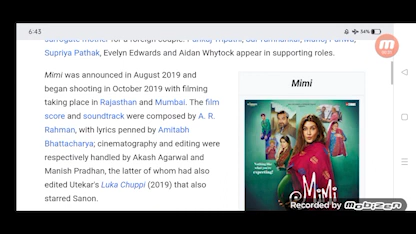 6:43
54%
surrogate mother for a foreign couple. Pankaj Tripathi, Sai Tamhankar, Manoj Pahwa,
Supriya Pathak, Evelyn Edwards and Aidan Whytock appear in supporting roles.
Mimi was announced in August 2019 and
began shooting in October 2019 with filming
taking place in Rajasthan and Mumbai. The film
score and soundtrack were composed by A. R.
Rahman, with lyrics penned by Amitabh
Bhattacharya; cinematography and editing were
respectively handled by Akash Agarwal and
Manish Pradhan, the latter of whom had also
edited Utekar's Luka Chuppi (2019) that also
starred Sanon.
Mimi
expecting!
MiMi
Recorded by mobizen